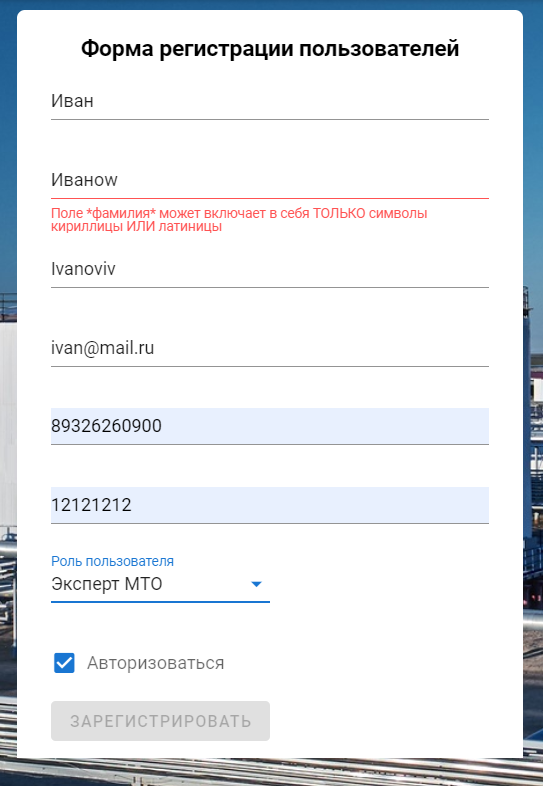 Форма регистрации пользователей
Иван
Иваноw
Поле *фамилия* может включает в себя ТОЛЬКО символы
кириллицы ИЛИ латиницы
Ivanoviv
ivan@mail.ru
89326260900
12121212
Роль пользователя
Эксперт МТО
Авторизоваться
ЗАРЕГИСТРИРОВАТЬ